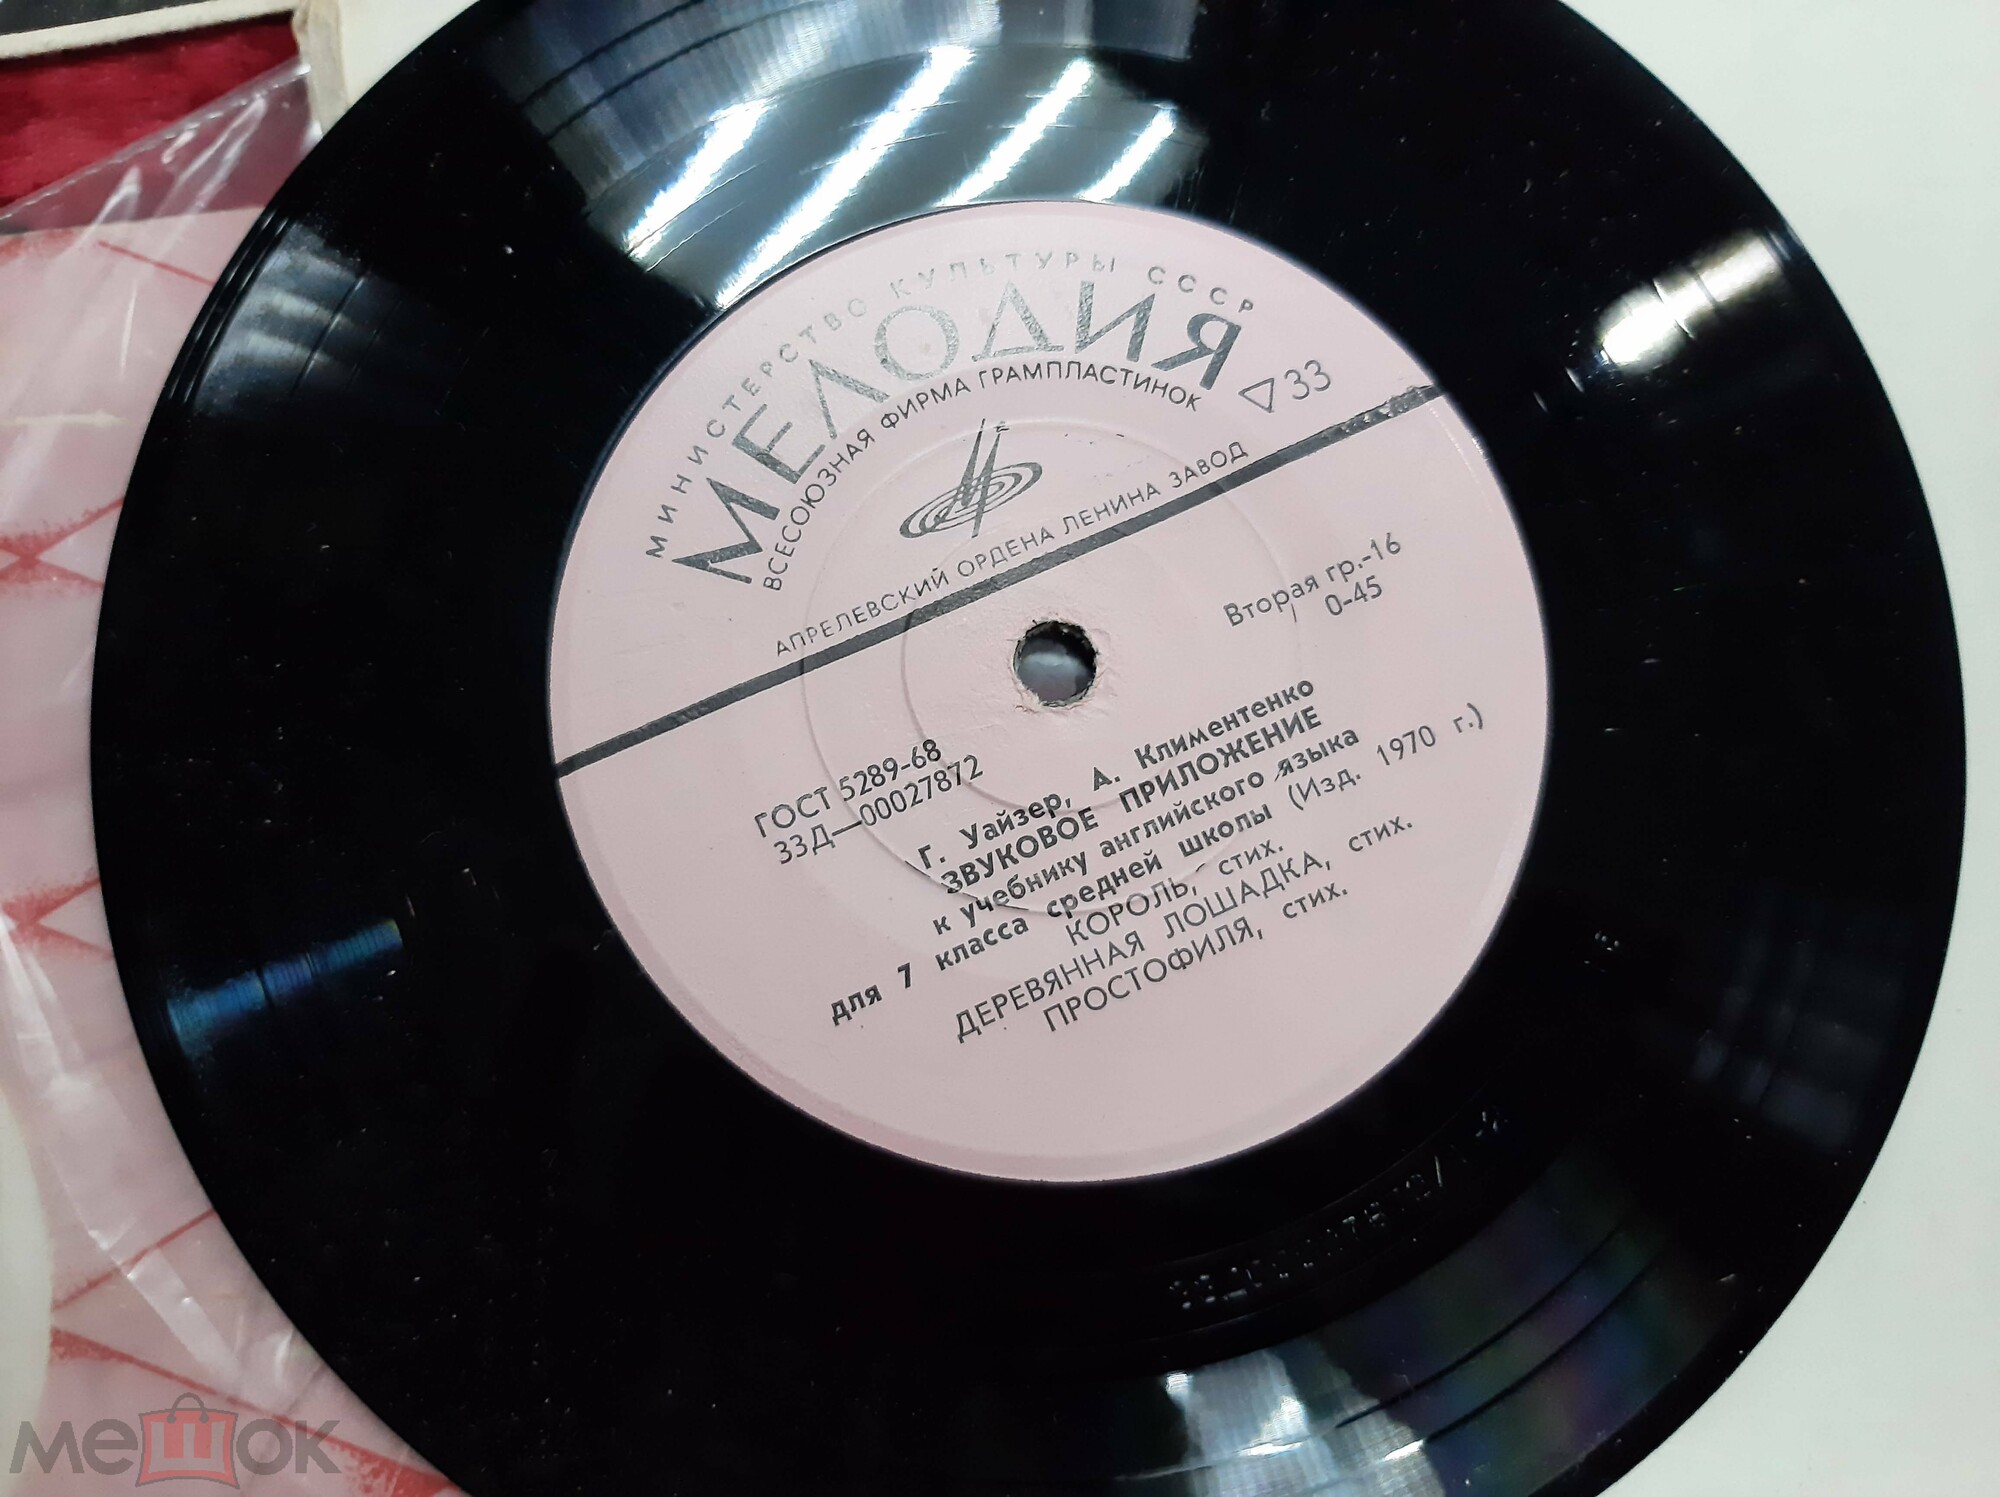 МИНИСТЕРСТВО КУЛЬТУРЫ СССР
МЕЛОДИЯ
ВСЕСОЮЗНАЯ ФИРМА ГРАМПЛАСТИНОК
33
АПРЕЛЕВСКИЙ ОРДЕНА ЛЕНИНА ЗАВОД
Вторая гр.-16
0-45
ГОСТ 5289-68
33Д—00027872
Г. Уайзер, А. Климентенко
ЗВУКОВОЕ ПРИЛОЖЕНИЕ
к учебнику английского языка
для 7 класса средней школы (Изд. 1970 г.)
КОРОЛЬ, стих.
ДЕРЕВЯННАЯ ЛОШАДКА, стих.
ПРОСТОФИЛЯ, стих.
мешок